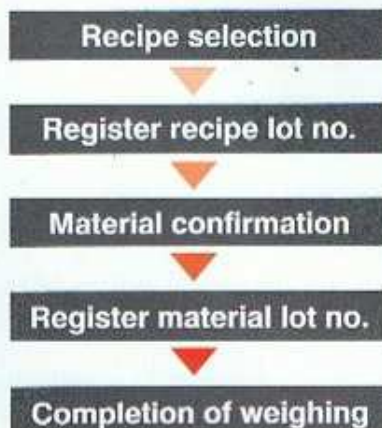 Recipe selection
Register recipe lot no.
Material confirmation
Register material lot no.
Completion of weighing